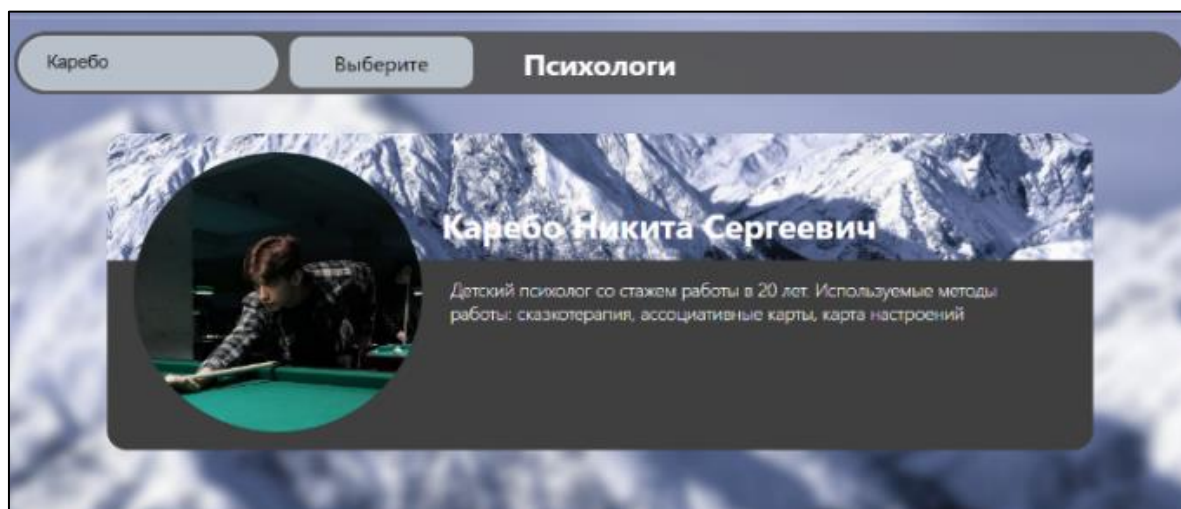 Каребо
Выберите
Психологи
Каребо Никита Сергеевич
Детский психолог со стажем работы в 20 лет. Используемые методы
работы: сказкотерапия, ассоциативные карты, карта настроений